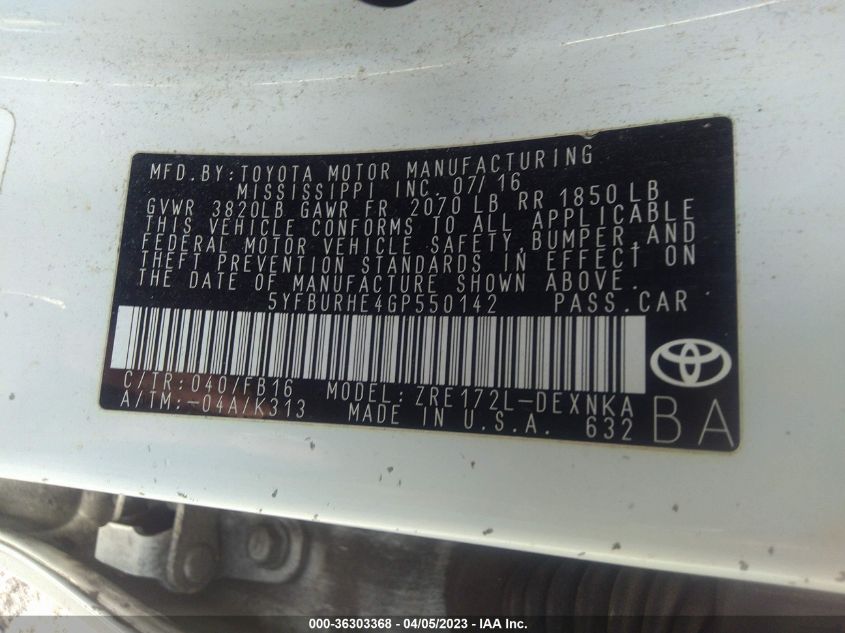 MFD.BY:TOYOTA MOTOR MANUFACTURING
MISSISSIPPI INC. 07/16
GVWR 3820LB GAWR FR 2070 LB RR 1850 LB
THIS VEHICLE CONFORMS TO ALL APPLICABLE
FEDERAL MOTOR VEHICLE SAFETY,BUMPER,AND
THEFT PREVENTION STANDARDS IN EFFECT ON
THE DATE OF MANUFACTURE SHOWN ABOVE.
5YFBURHE4GP550142 PASS.CAR
C/TR:040/FB16 MODEL:ZRE172L-DEXNKA
A/TM:-04A/K313 MADE IN U.S.A. 632
BA
000-36303368 - 04/05/2023 - IAA Inc.